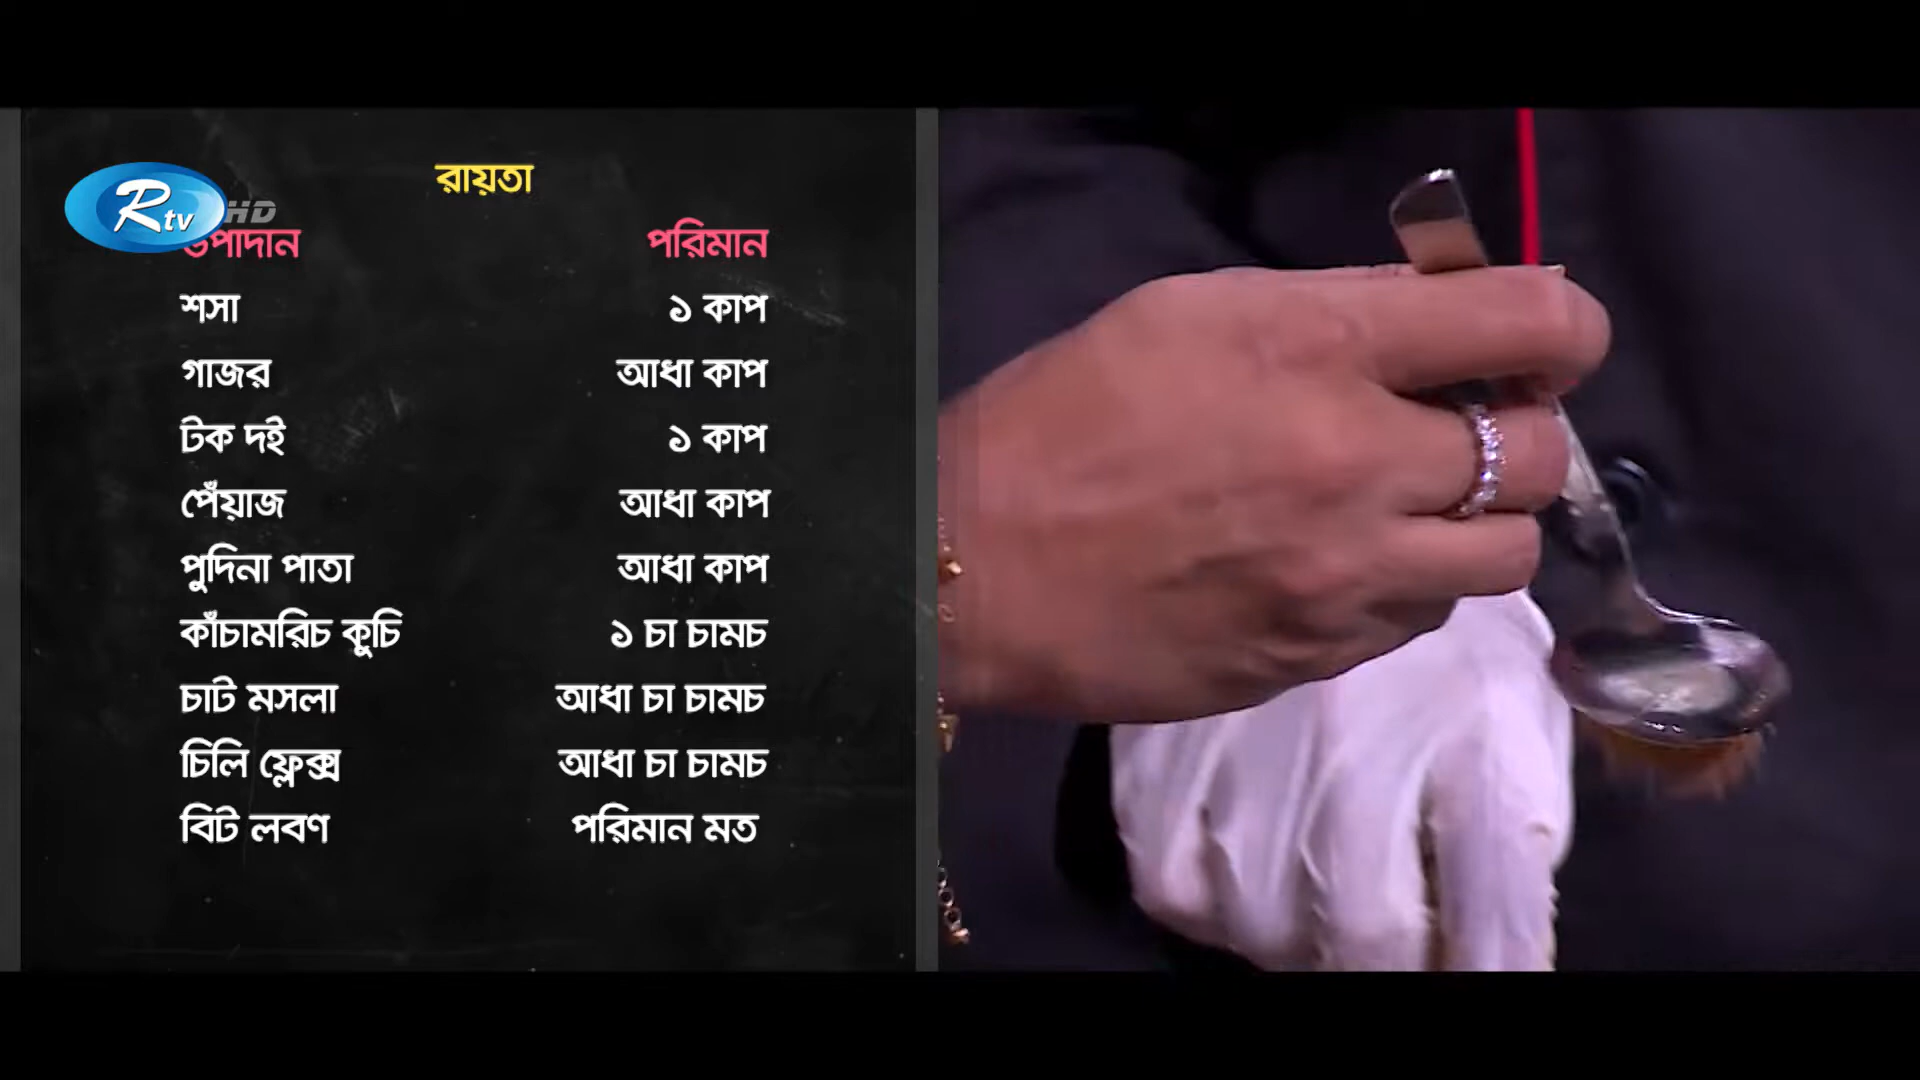 রায়তা
Rtv HD
উপাদান পরিমান
শসা ১ কাপ
গাজর আধা কাপ
টক দই ১ কাপ
পেঁয়াজ আধা কাপ
পুদিনা পাতা আধা কাপ
কাঁচামরিচ কুচি ১ চা চামচ
চাট মসলা আধা চা চামচ
চিলি ফ্লেক্স আধা চা চামচ
বিট লবণ পরিমান মত